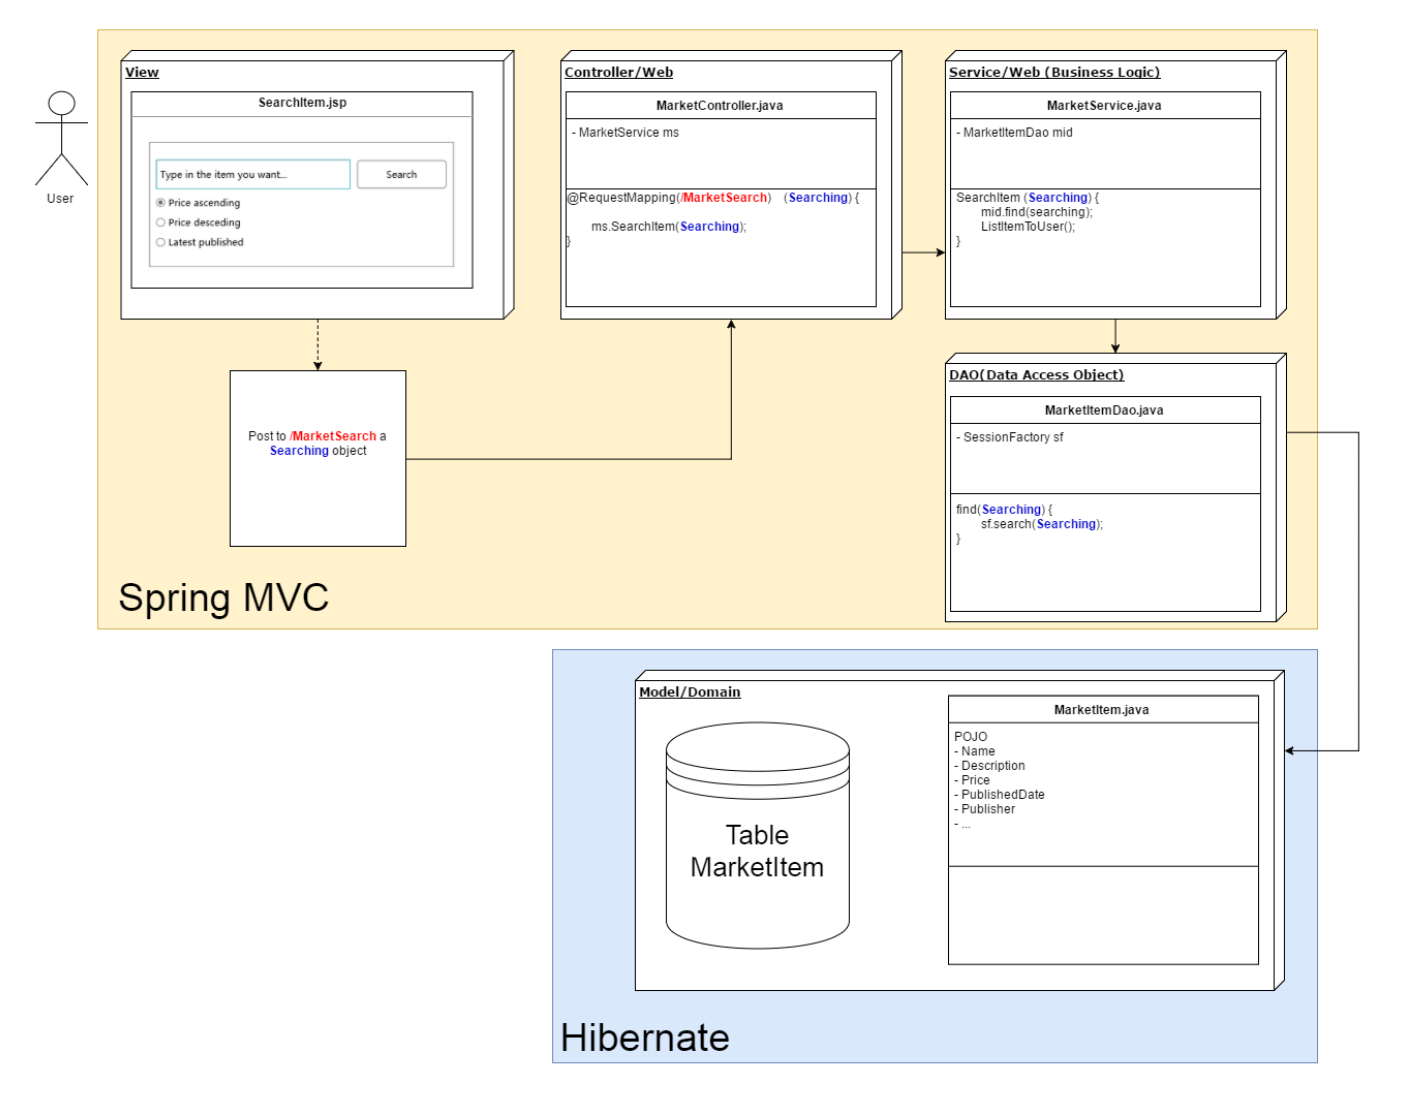 User
View
SearchItem.jsp
Type in the item you want...
Search
Price ascending
Price desceding
Latest published
Post to /MarketSearch a
Searching object
Controller/Web
MarketController.java
- MarketService ms
@RequestMapping(/MarketSearch) (Searching) {
ms.SearchItem(Searching);
}
Service/Web (Business Logic)
MarketService.java
- MarketItemDao mid
SearchItem (Searching) {
mid.find(searching);
ListItemToUser();
}
DAO(Data Access Object)
MarketItemDao.java
- SessionFactory sf
find(Searching) {
sf.search(Searching);
}
Spring MVC
Model/Domain
Table
MarketItem
MarketItem.java
POJO
- Name
- Description
- Price
- PublishedDate
- Publisher
- ...
Hibernate